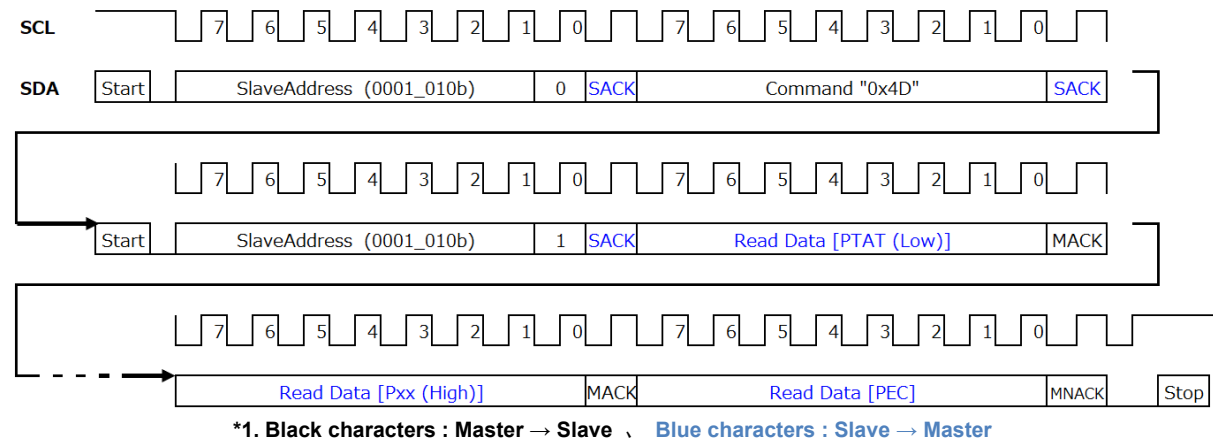 SCL 7 6 5 4 3 2 1 0 7 6 5 4 3 2 1 0
SDA Start SlaveAddress (0001_010b) 0 SACK Command "0x4D" SACK
7 6 5 4 3 2 1 0 7 6 5 4 3 2 1 0
Start SlaveAddress (0001_010b) 1 SACK Read Data [PTAT (Low)] MACK
7 6 5 4 3 2 1 0 7 6 5 4 3 2 1 0
Read Data [Pxx (High)] MACK Read Data [PEC] MNACK Stop
*1. Black characters : Master → Slave 、 Blue characters : Slave → Master